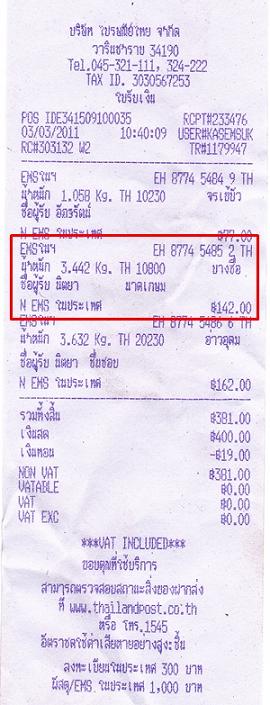 บริษัท ไปรษณีย์ไทย จำกัด
วารินชำราบ 34190
Tel.045-321-111, 324-222
TAX ID. 3030567253
ใบรับเงิน
POS IDE341509100035 RCPT#233476
03/03/2011 10:40:09 USER#KASEMSUK
RC#303132 W2 TR#1179947
EMSในฯ EH 8774 5484 9 TH
น้ำหนัก 1.058 Kg. TH 10230 จรเข้บัว
ชื่อผู้รับ
N EMS ในประเทศ ฿77.00
EMSในฯ EH 8774 5485 2 TH
น้ำหนัก 3.442 Kg. TH 10800 บางซื่อ
ชื่อผู้รับ นิตยา มาดเกษม
N EMS ในประเทศ ฿142.00
EMSในฯ EH 8774 5486 6 TH
น้ำหนัก 3.632 Kg. TH 20230 อ่าวอุดม
ชื่อผู้รับ นิตยา ชื่นชอบ
N EMS ในประเทศ ฿162.00
รวมทั้งสิ้น ฿381.00
เงินสด ฿400.00
เงินทอน -฿19.00
NON VAT ฿381.00
VATABLE ฿0.00
VAT ฿0.00
VAT EXC ฿0.00
***VAT INCLUDED***
ขอบคุณที่ใช้บริการ
สามารถตรวจสอบสถานะสิ่งของฝากส่ง
ที่ www.thailandpost.co.th
หรือ โทร.1545
อัตราชดใช้ค่าเสียหายอย่างสูงชิ้น
ลงทะเบียนในประเทศ 300 บาท
พัสดุ/EMS ในประเทศ 1,000 บาท